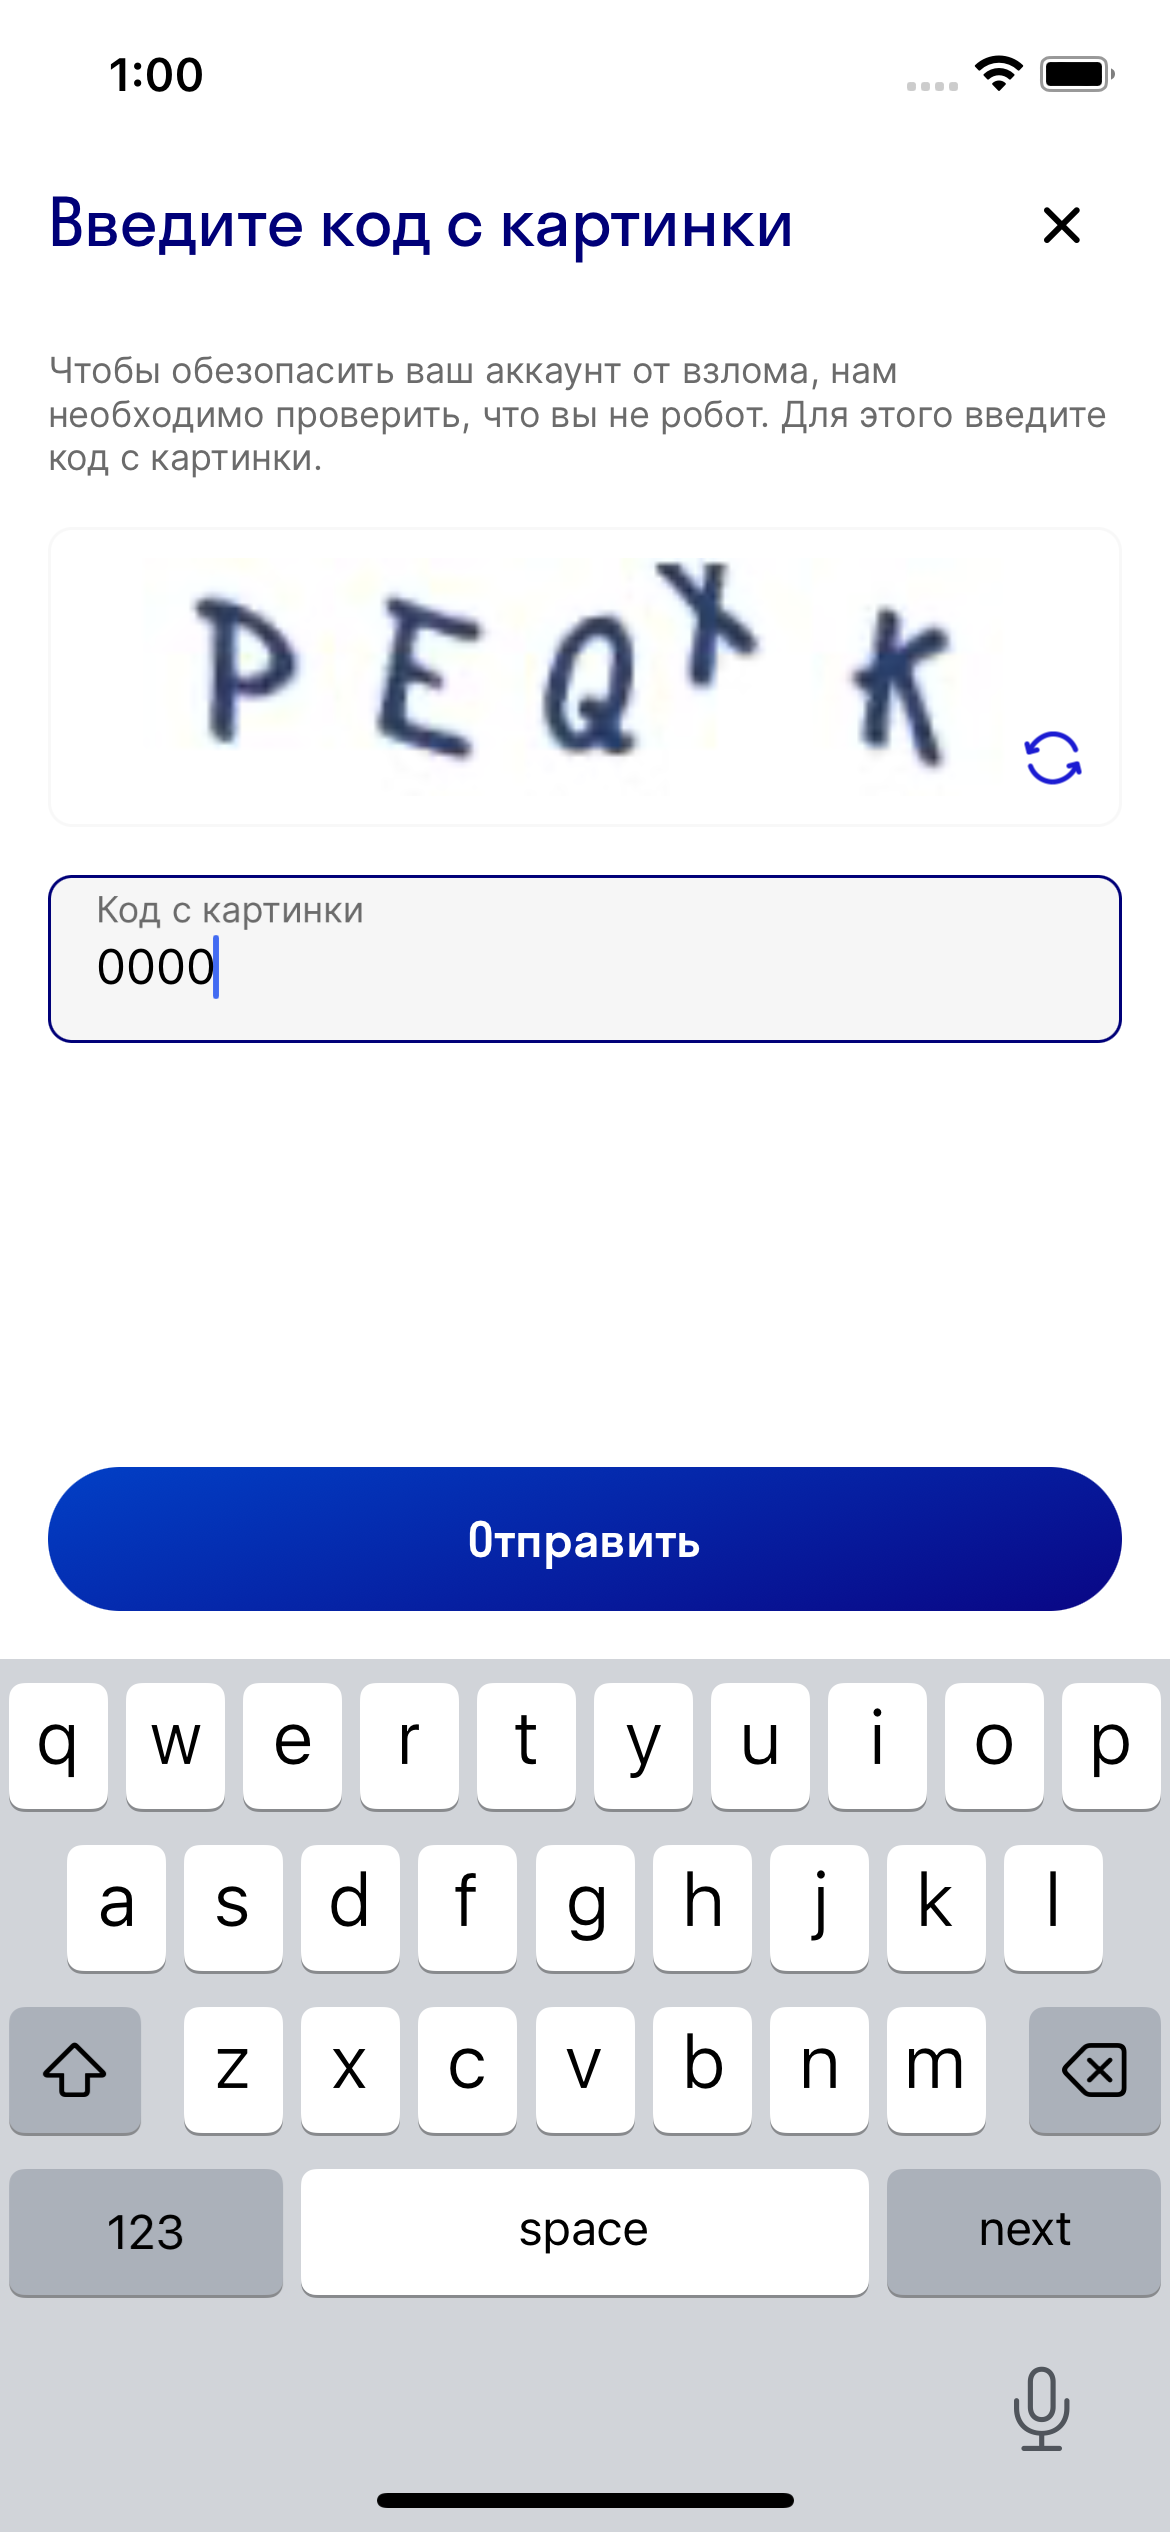 1:00
Введите код с картинки
Чтобы обезопасить ваш аккаунт от взлома, нам
необходимо проверить, что вы не робот. Для этого введите
код с картинки.
PEQXK
Код с картинки
0000
Отправить
q w e r t y u i o p
a s d f g h j k l
z x c v b n m
123 space next